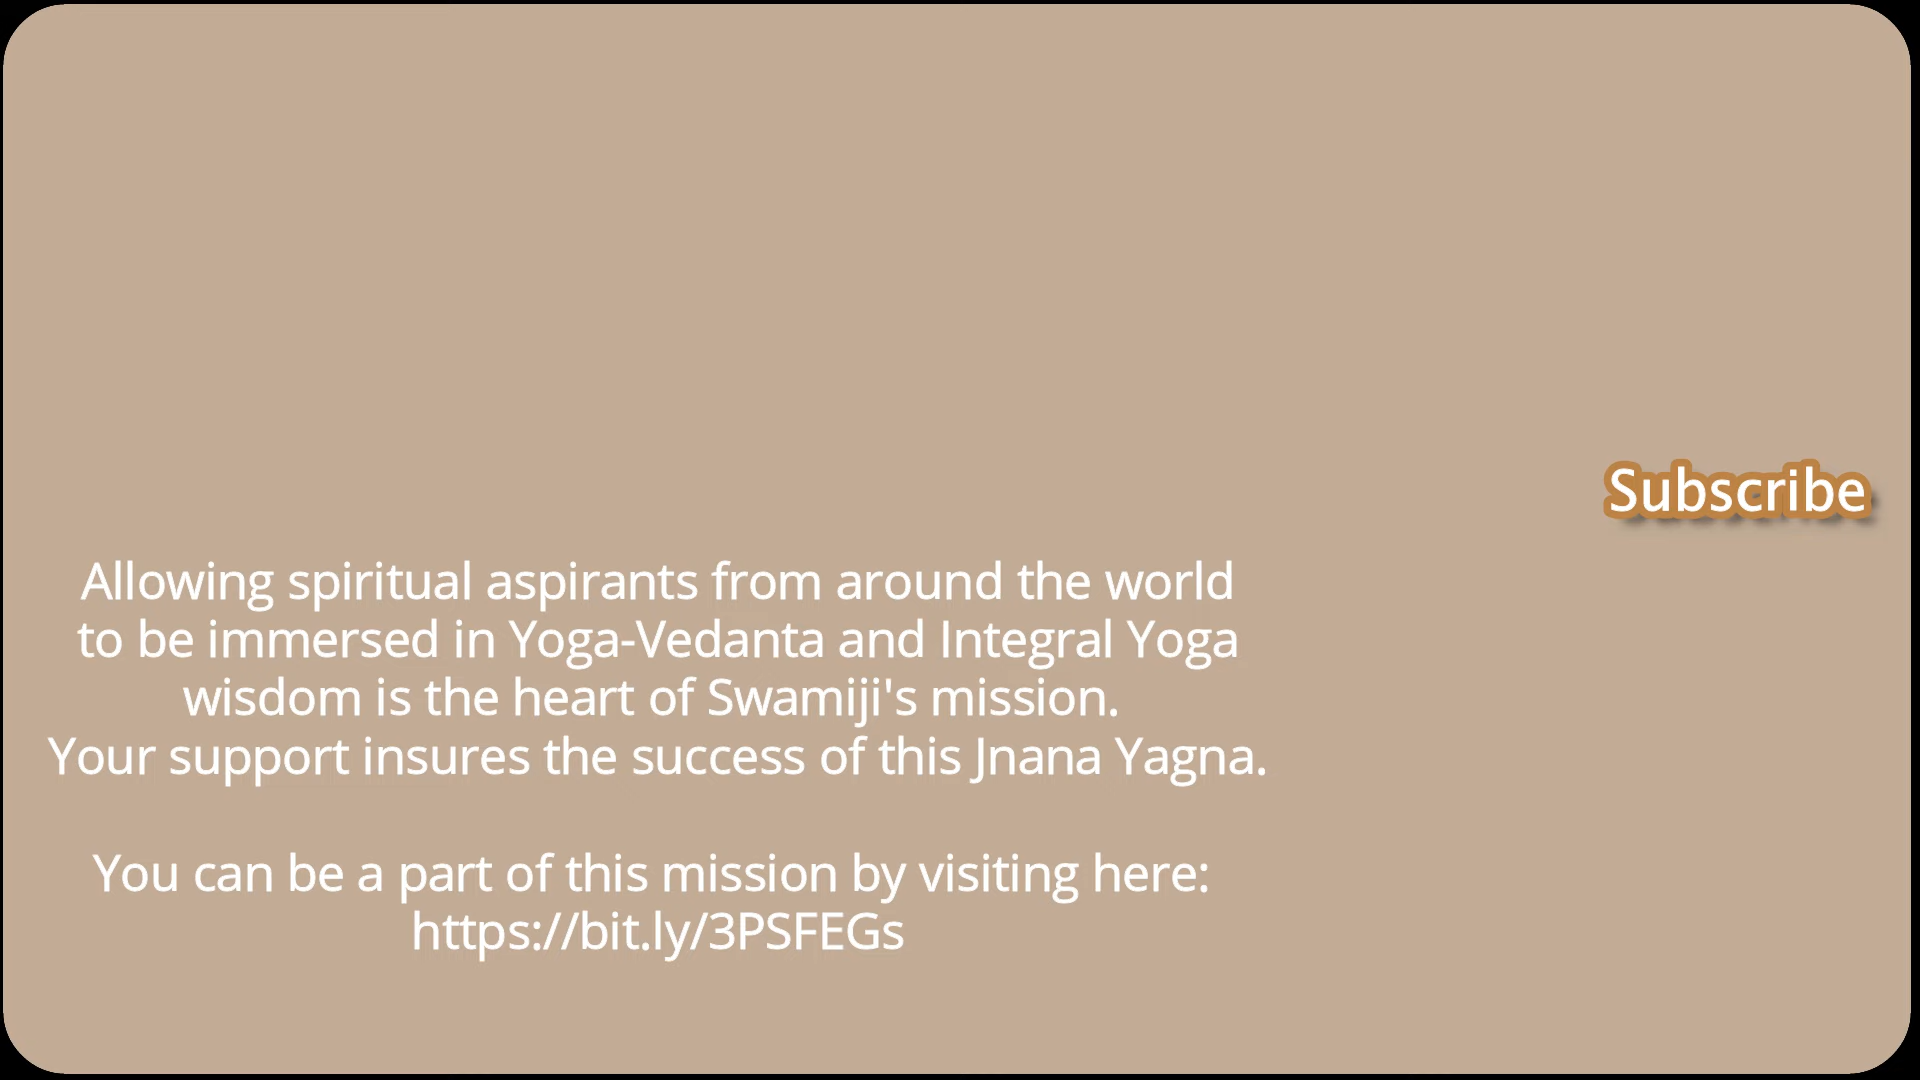 Subscribe
Allowing spiritual aspirants from around the world
to be immersed in Yoga-Vedanta and Integral Yoga
wisdom is the heart of Swamiji's mission.
Your support insures the success of this Jnana Yagna.
You can be a part of this mission by visiting here:
https://bit.ly/3PSFEGs